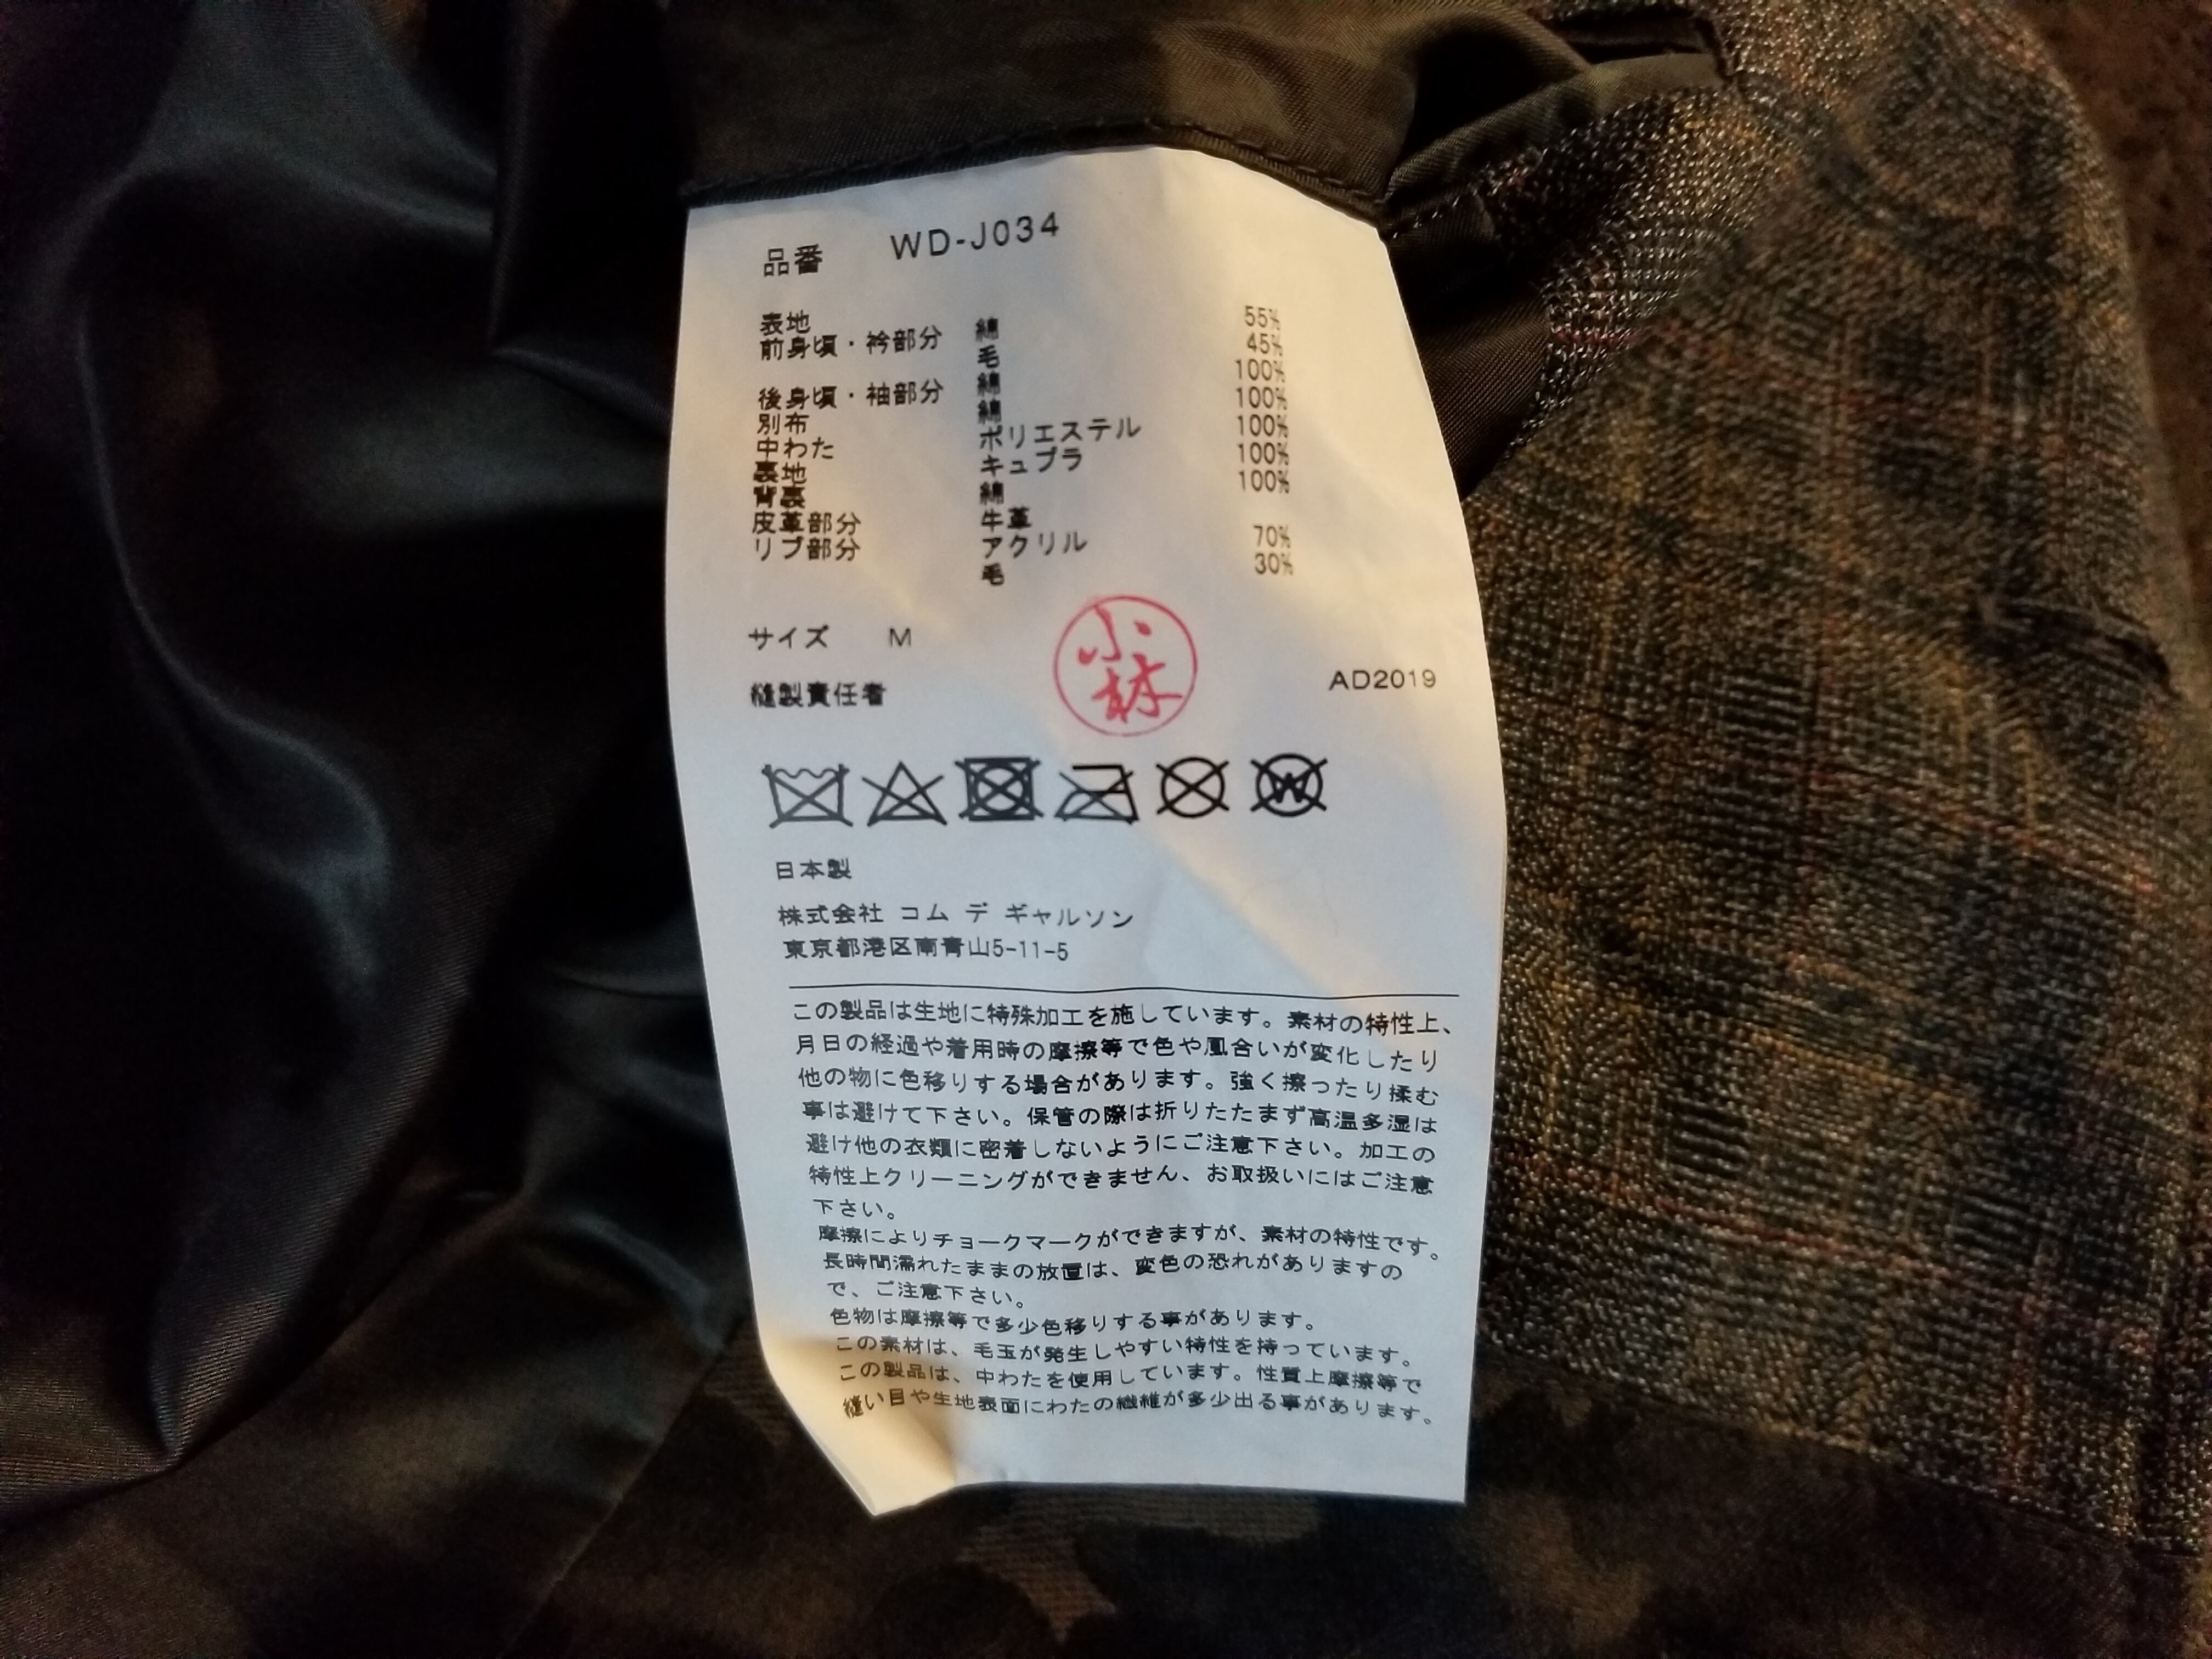 品番 WD-J034
表地
前身頃・衿部分 綿 55%
毛 45%
後身頃・袖部分 綿 100%
別布 綿 100%
中わた ポリエステル 100%
裏地 キュプラ 100%
背裏 綿 100%
皮革部分 牛革
リブ部分 アクリル 70%
毛 30%
サイズ M
縫製責任者 小林 AD2019
W
日本製
株式会社 コム デ ギャルソン
東京都港区南青山5-11-5
この製品は生地に特殊加工を施しています。素材の特性上、
月日の経過や着用時の摩擦等で色や風合いが変化したり
他の物に色移りする場合があります。強く擦ったり揉む
事は避けて下さい。保管の際は折りたたまず高温多湿は
避け他の衣類に密着しないようにご注意下さい。加工の
特性上クリーニングができません、お取扱いにはご注意
下さい。
摩擦によりチョークマークができますが、素材の特性です。
長時間濡れたままの放置は、変色の恐れがありますの
で、ご注意下さい。
色物は摩擦等で多少色移りする事があります。
この素材は、毛玉が発生しやすい特性を持っています。
この製品は、中わたを使用しています。性質上摩擦等で
縫い目や生地表面にわたの繊維が多少出る事があります。